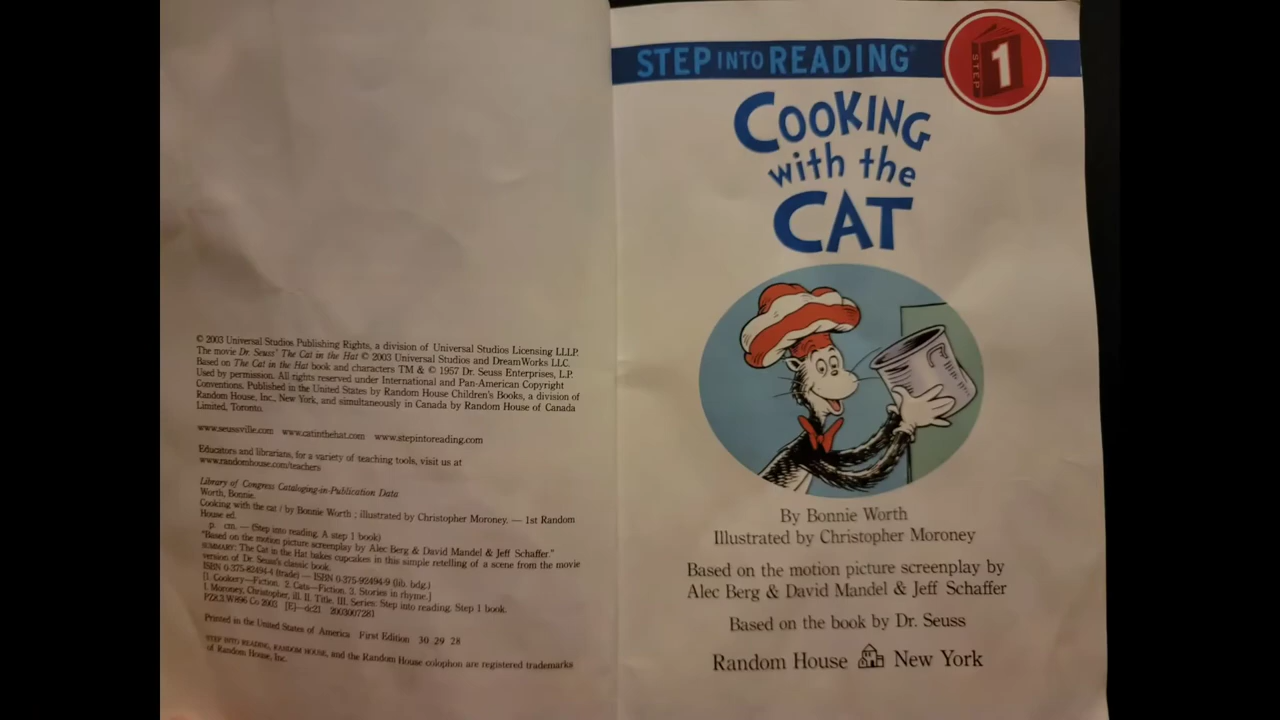 © 2003 Universal Studios Publishing Rights, a division of Universal Studios Licensing LLLP.
The movie Dr. Seuss' The Cat in the Hat © 2003 Universal Studios and DreamWorks LLC.
Based on The Cat in the Hat book and characters TM & © 1957 Dr. Seuss Enterprises, L.P.
Used by permission. All rights reserved under International and Pan-American Copyright
Conventions. Published in the United States by Random House Children's Books, a division of
Random House, Inc., New York, and simultaneously in Canada by Random House of Canada
Limited, Toronto.
www.seussville.com www.catinthehat.com www.stepintoreading.com
Educators and librarians, for a variety of teaching tools, visit us at
www.randomhouse.com/teachers
Library of Congress Cataloging-in-Publication Data
Worth, Bonnie.
Cooking with the cat / by Bonnie Worth ; illustrated by Christopher Moroney. — 1st Random
House ed.
p. cm. — (Step into reading. A step 1 book)
"Based on the motion picture screenplay by Alec Berg & David Mandel & Jeff Schaffer."
SUMMARY: The Cat in the Hat bakes cupcakes in this simple retelling of a scene from the movie
version of Dr. Seuss's classic book.
ISBN 0-375-82494-4 (trade) — ISBN 0-375-92494-9 (lib. bdg.)
[1. Cookery—Fiction. 2. Cats—Fiction. 3. Stories in rhyme.]
I. Moroney, Christopher, ill. II. Title. III. Series: Step into reading. Step 1 book.
PZ8.3.W896 Co 2003 [E]—dc21 2003007281
Printed in the United States of America First Edition 30 29 28
STEP INTO READING, RANDOM HOUSE, and the Random House colophon are registered trademarks
of Random House, Inc.
STEP INTO READING®
STEP 1
COOKING
with the
CAT
By Bonnie Worth
Illustrated by Christopher Moroney
Based on the motion picture screenplay by
Alec Berg & David Mandel & Jeff Schaffer
Based on the book by Dr. Seuss
Random House New York